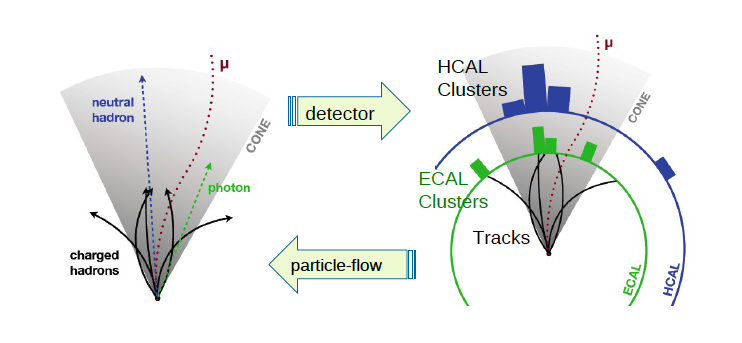 μ
neutral
hadron
CONE
photon
charged
hadrons
detector
particle-flow
μ
HCAL
Clusters
CONE
ECAL
Clusters
Tracks
ECAL
HCAL